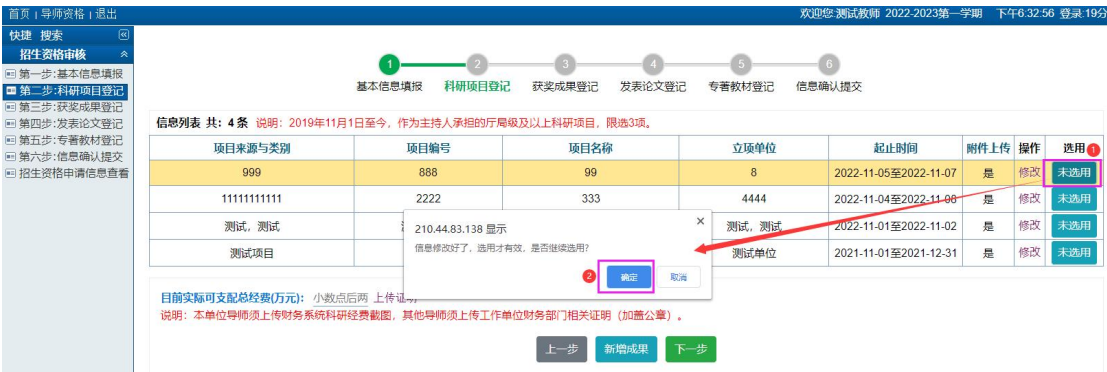 首页 | 导师资格 | 退出
欢迎您:测试教师 2022-2023第一学期 下午6:32:56 登录:19分
快捷 搜索
招生资格审核
第一步:基本信息填报
第二步:科研项目登记
第三步:获奖成果登记
第四步:发表论文登记
第五步:专著教材登记
第六步:信息确认提交
招生资格申请信息查看
1 2 3 4 5 6
基本信息填报 科研项目登记 获奖成果登记 发表论文登记 专著教材登记 信息确认提交
信息列表 共: 4 条 说明: 2019年11月1日至今, 作为主持人承担的厅局级及以上科研项目, 限选3项。
项目来源与类别 项目编号 项目名称 立项单位 起止时间 附件上传 操作 选用 1
999 888 99 8 2022-11-05至2022-11-07 是 修改 未选用
11111111111 2222 333 4444 2022-11-04至2022-11-08 是 修改 未选用
测试, 测试 测试, 测试 2022-11-01至2022-11-02 是 修改 未选用
测试项目 测试单位 2021-11-01至2021-12-31 是 修改 未选用
210.44.83.138 显示
信息修改好了, 选用才有效, 是否继续选用?
2 确定 取消
目前实际可支配总经费(万元): 小数点后两 上传证
说明: 本单位导师须上传财务系统科研经费截图, 其他导师须上传工作单位财务部门相关证明 (加盖公章) 。
上一步 新增成果 下一步